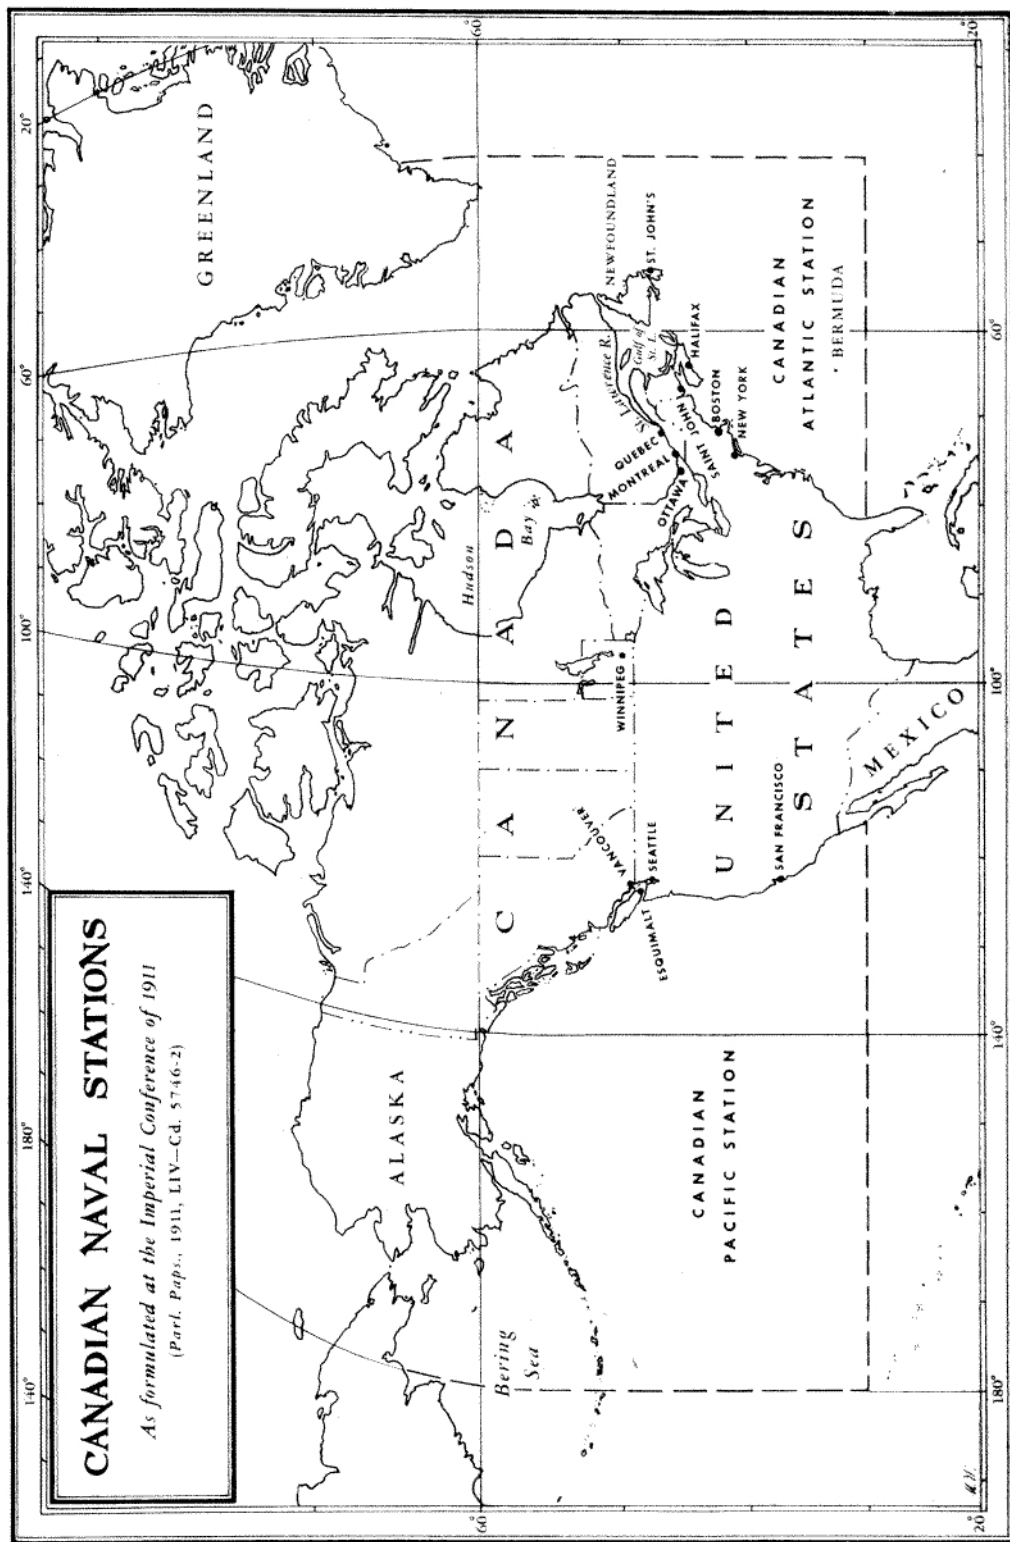 CANADIAN NAVAL STATIONS
As formulated at the Imperial Conference of 1911
(Parl. Paps., 1911, LIV—Cd. 5746-2)
140°
180°
140°
100°
60°
20°
60°
60°
20°
20°
180°
140°
100°
60°
GREENLAND
ALASKA
Bering
Sea
CANADA
Hudson
Bay
NEWFOUNDLAND
ST. JOHN'S
St. Lawrence R.
Gulf of
St. L.
HALIFAX
QUEBEC
MONTREAL
OTTAWA
SAINT JOHN
BOSTON
NEW YORK
WINNIPEG
VANCOUVER
SEATTLE
ESQUIMALT
SAN FRANCISCO
UNITED
STATES
MEXICO
CANADIAN
ATLANTIC STATION
BERMUDA
CANADIAN
PACIFIC STATION